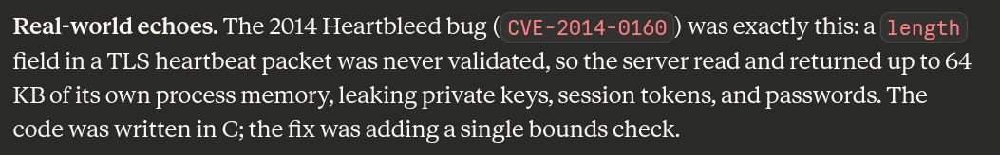 Real-world echoes. The 2014 Heartbleed bug (CVE-2014-0160) was exactly this: a length
field in a TLS heartbeat packet was never validated, so the server read and returned up to 64
KB of its own process memory, leaking private keys, session tokens, and passwords. The
code was written in C; the fix was adding a single bounds check.